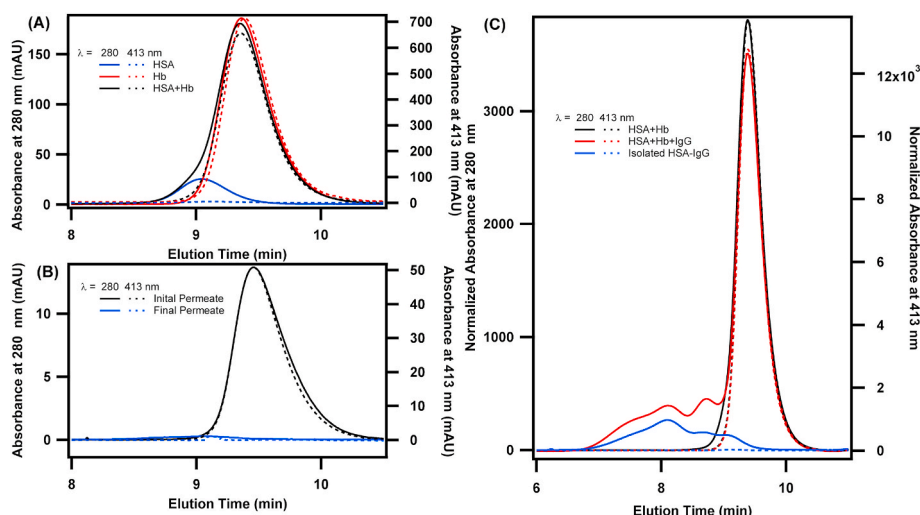 (A)
λ = 280 413 nm
HSA
Hb
HSA+Hb
Absorbance at 280 nm (mAU)
150
100
50
0
700
600
500
400
300
200
100
0
Absorbance at 413 nm (mAU)
8
9
10
Elution Time (min)
(B)
λ = 280 413 nm
Inital Permeate
Final Permeate
Absorbance at 280 nm (mAU)
10
5
0
50
40
30
20
10
0
Absorbance at 413 nm (mAU)
8
9
10
Elution Time (min)
(C)
λ = 280 413 nm
HSA+Hb
HSA+Hb+IgG
Isolated HSA-IgG
Normalized Absorbance at 280 nm
3000
2000
1000
0
12x10³
10
8
6
4
2
0
Normalized Absorbance at 413 nm
6
8
10
Elution Time (min)